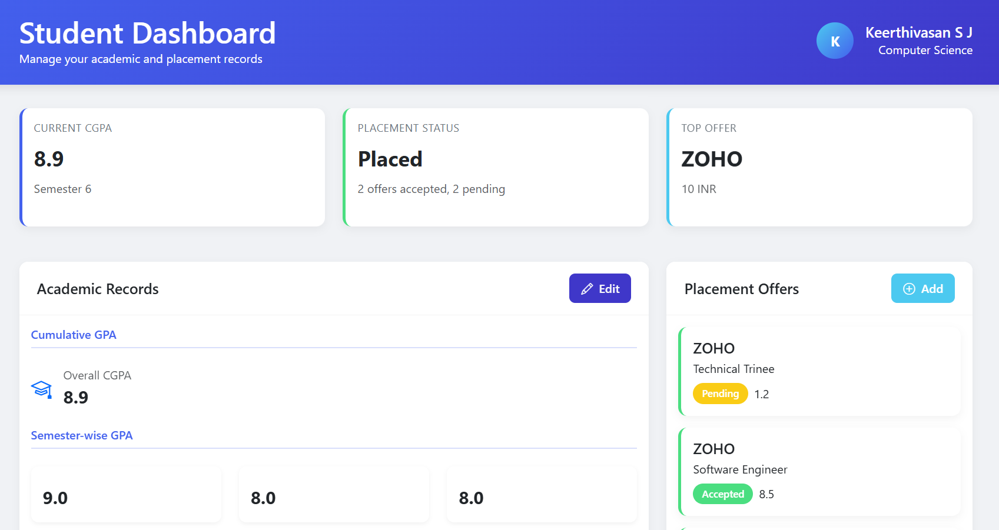 Student Dashboard
Manage your academic and placement records
K
Keerthivasan S J
Computer Science
CURRENT CGPA
8.9
Semester 6
PLACEMENT STATUS
Placed
2 offers accepted, 2 pending
TOP OFFER
ZOHO
10 INR
Academic Records
Edit
Cumulative GPA
Overall CGPA
8.9
Semester-wise GPA
9.0
8.0
8.0
Placement Offers
Add
ZOHO
Technical Trinee
Pending 1.2
ZOHO
Software Engineer
Accepted 8.5